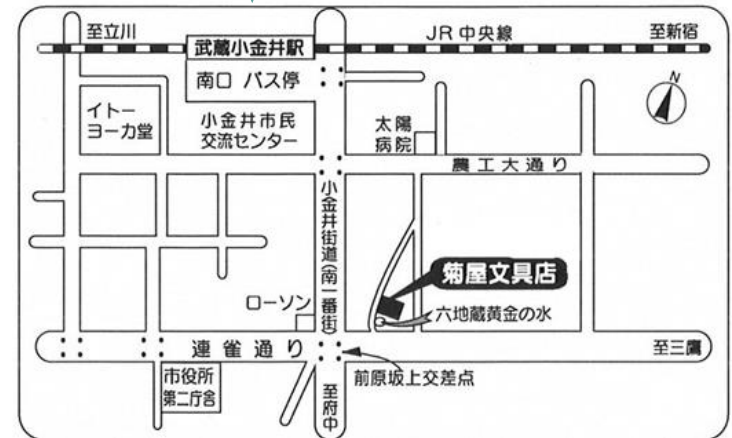 至立川
武蔵小金井駅
JR中央線
至新宿
南口 バス停
N
イトー
ヨーカ堂
小金井市民
交流センター
太陽
病院
農工大通り
小金井街道(南一番街)
菊屋文具店
ローソン
六地蔵黄金の水
連雀通り
至三鷹
市役所
第二庁舎
前原坂上交差点
至府中